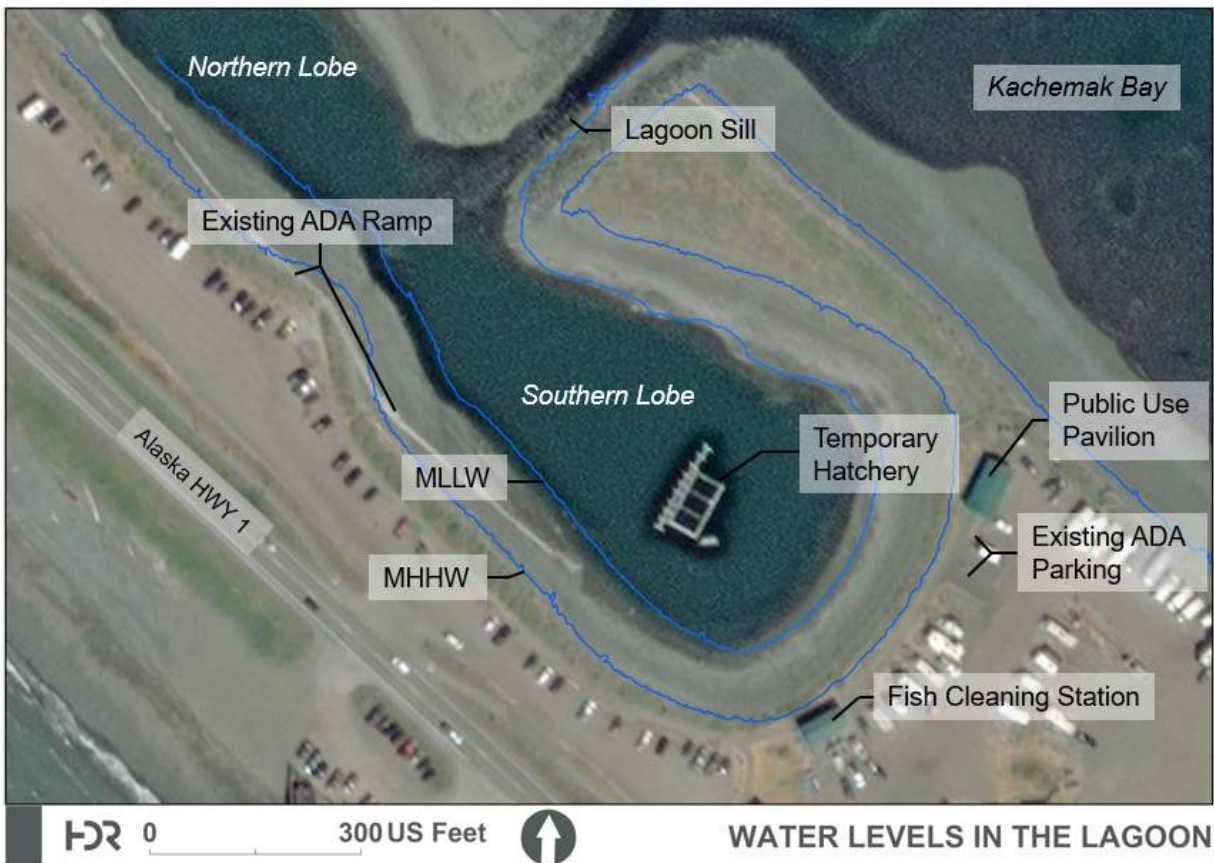 Northern Lobe
Kachemak Bay
Lagoon Sill
Existing ADA Ramp
Southern Lobe
Public Use
Pavilion
Temporary
Hatchery
Alaska HWY 1
MLLW
Existing ADA
Parking
MHHW
Fish Cleaning Station
HDR
0
300 US Feet
WATER LEVELS IN THE LAGOON